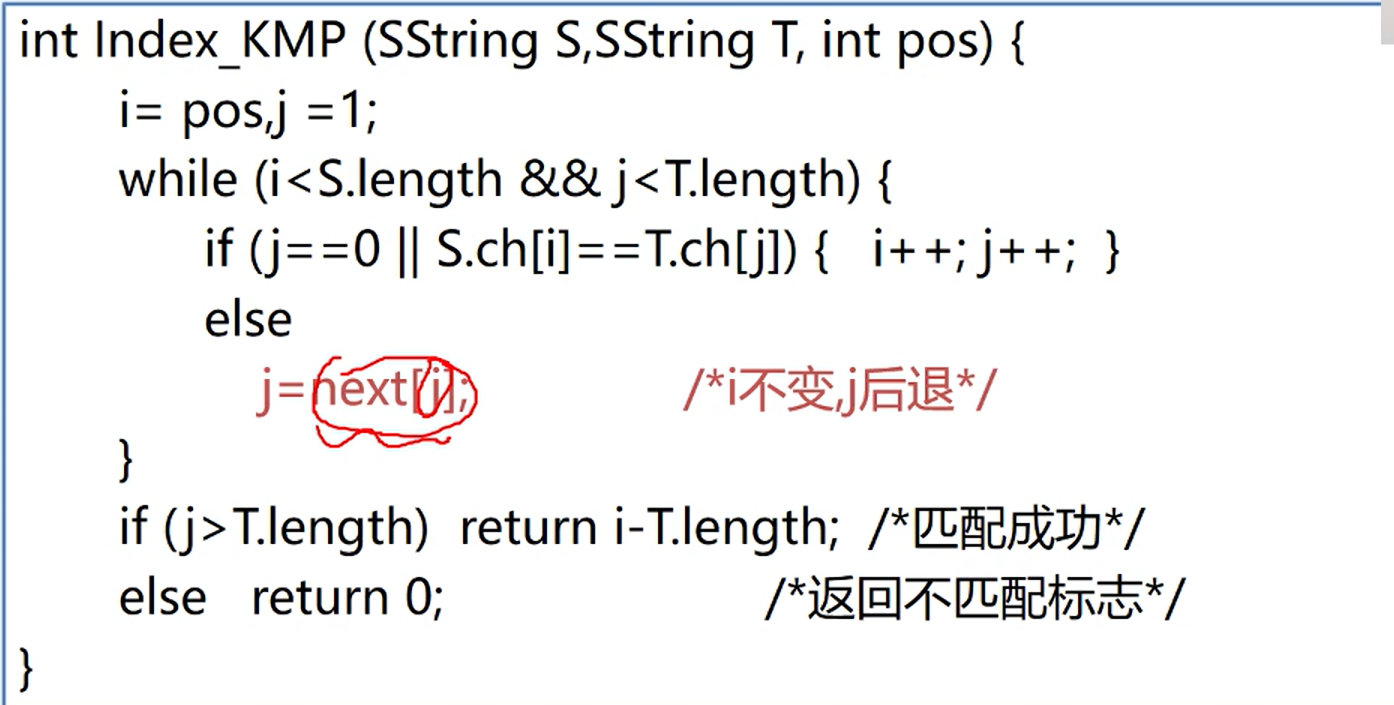 int Index_KMP (SString S,SString T, int pos) {
i= pos,j =1;
while (i<S.length && j<T.length) {
if (j==0 || S.ch[i]==T.ch[j]) { i++; j++; }
else
j=next[j]; /*i不变,j后退*/
}
if (j>T.length) return i-T.length; /*匹配成功*/
else return 0; /*返回不匹配标志*/
}